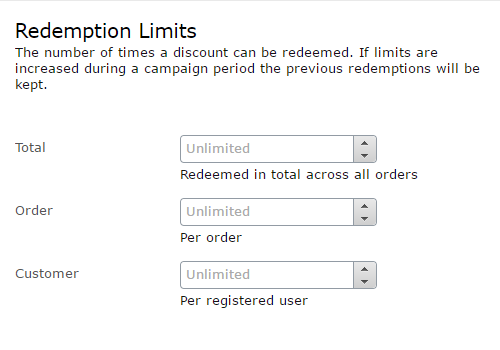 Redemption Limits
The number of times a discount can be redeemed. If limits are
increased during a campaign period the previous redemptions will be
kept.
Total
Unlimited
Redeemed in total across all orders
Order
Unlimited
Per order
Customer
Unlimited
Per registered user